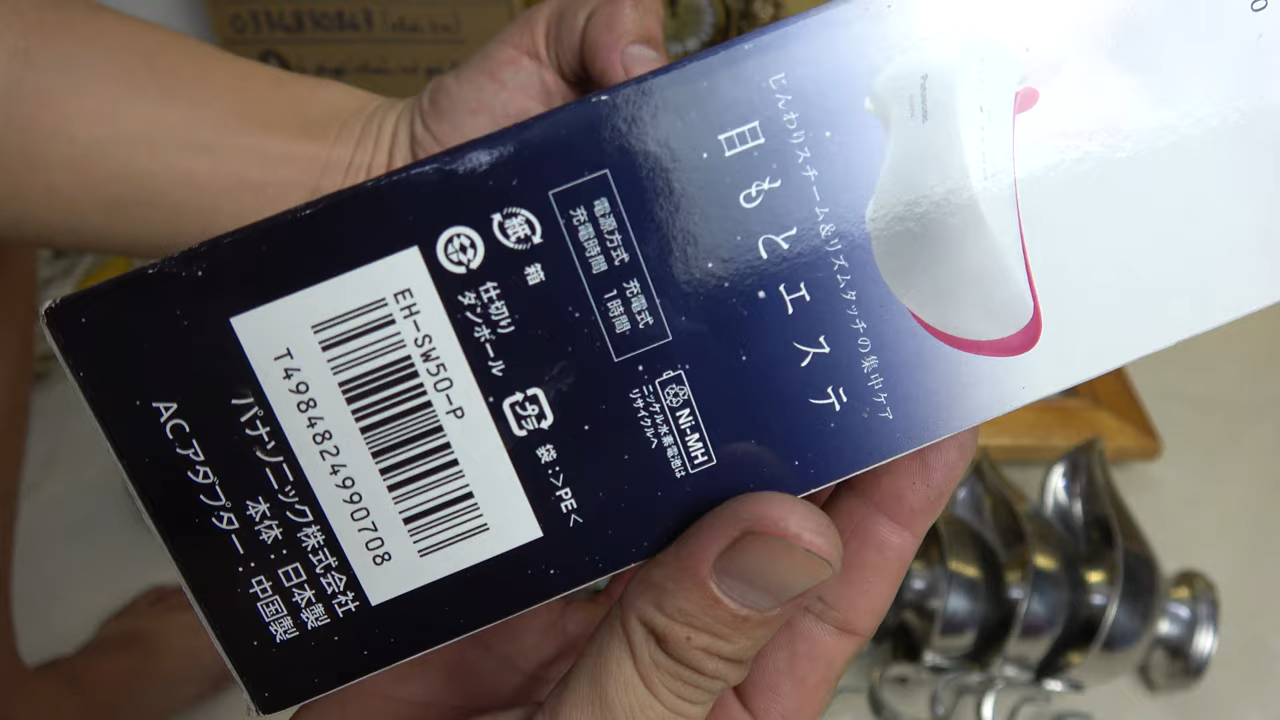 じんわりスチーム&リズムタッチの集中ケア
目もとエステ
Panasonic
電源方式 充電式
充電時間 1時間
Ni-MH
ニッケル水素電池は
リサイクルへ
紙
箱
仕切り
ダンボール
プラ
袋:>PE<
EH-SW50-P
T4984824990708
パナソニック株式会社
本体:日本製
ACアダプター:中国製